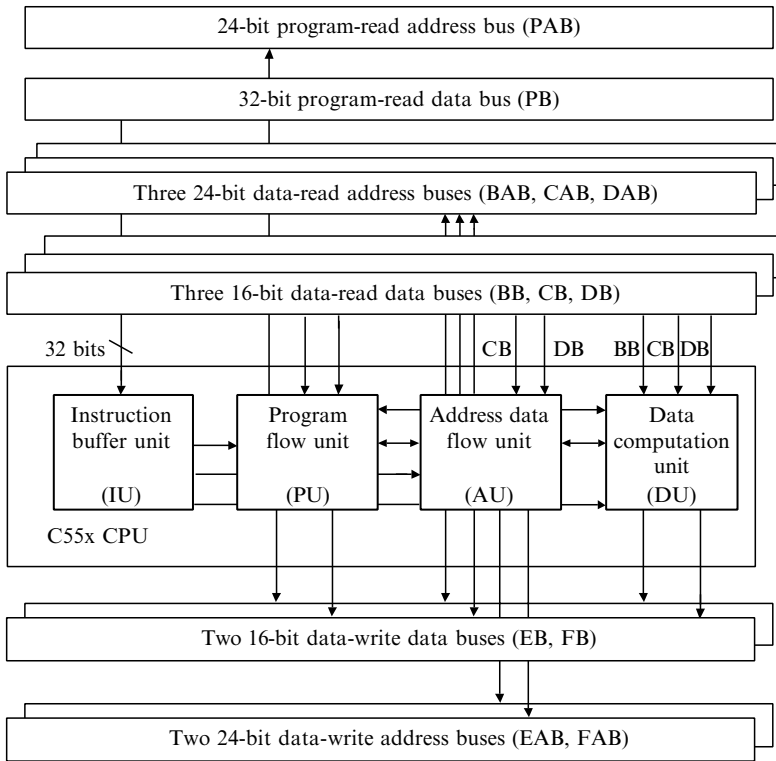 24-bit program-read address bus (PAB)
32-bit program-read data bus (PB)
Three 24-bit data-read address buses (BAB, CAB, DAB)
Three 16-bit data-read data buses (BB, CB, DB)
32 bits
CB
DB
BB
CB
DB
Instruction
buffer unit
(IU)
Program
flow unit
(PU)
Address data
flow unit
(AU)
Data
computation
unit
(DU)
C55x CPU
Two 16-bit data-write data buses (EB, FB)
Two 24-bit data-write address buses (EAB, FAB)